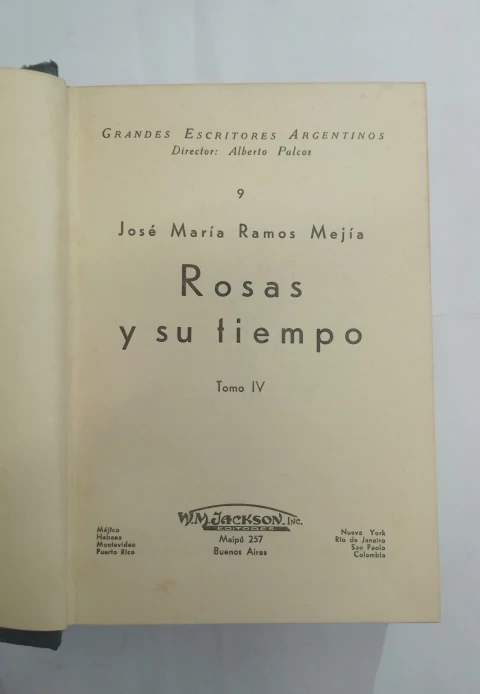 GRANDES ESCRITORES ARGENTINOS
Director: Alberto Palcos
9
José María Ramos Mejía
Rosas
y su tiempo
Tomo IV
W.M. JACKSON, INC.
EDITORES
Maipú 257
Buenos Aires
Méjico
Habana
Montevideo
Puerto Rico
Nueva York
Rio de Janeiro
Sao Paolo
Colombia